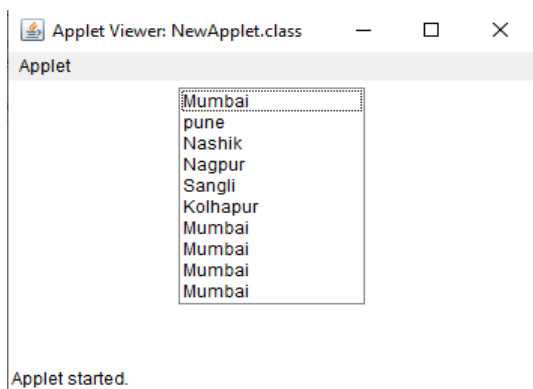 Applet Viewer: NewApplet.class
Applet
Mumbai
pune
Nashik
Nagpur
Sangli
Kolhapur
Mumbai
Mumbai
Mumbai
Mumbai
Applet started.